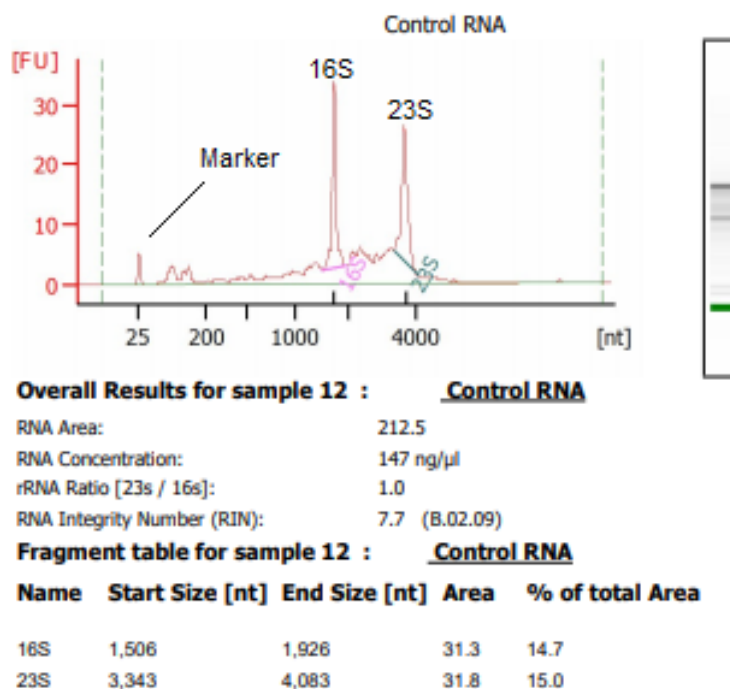 Control RNA
[FU]
16S
23S
30
Marker
20
10
16S
23S
0
25 200 1000 4000 [nt]
Overall Results for sample 12 : Control RNA
RNA Area: 212.5
RNA Concentration: 147 ng/µl
rRNA Ratio [23s / 16s]: 1.0
RNA Integrity Number (RIN): 7.7 (B.02.09)
Fragment table for sample 12 : Control RNA
Name Start Size [nt] End Size [nt] Area % of total Area
16S 1,506 1,926 31.3 14.7
23S 3,343 4,083 31.8 15.0